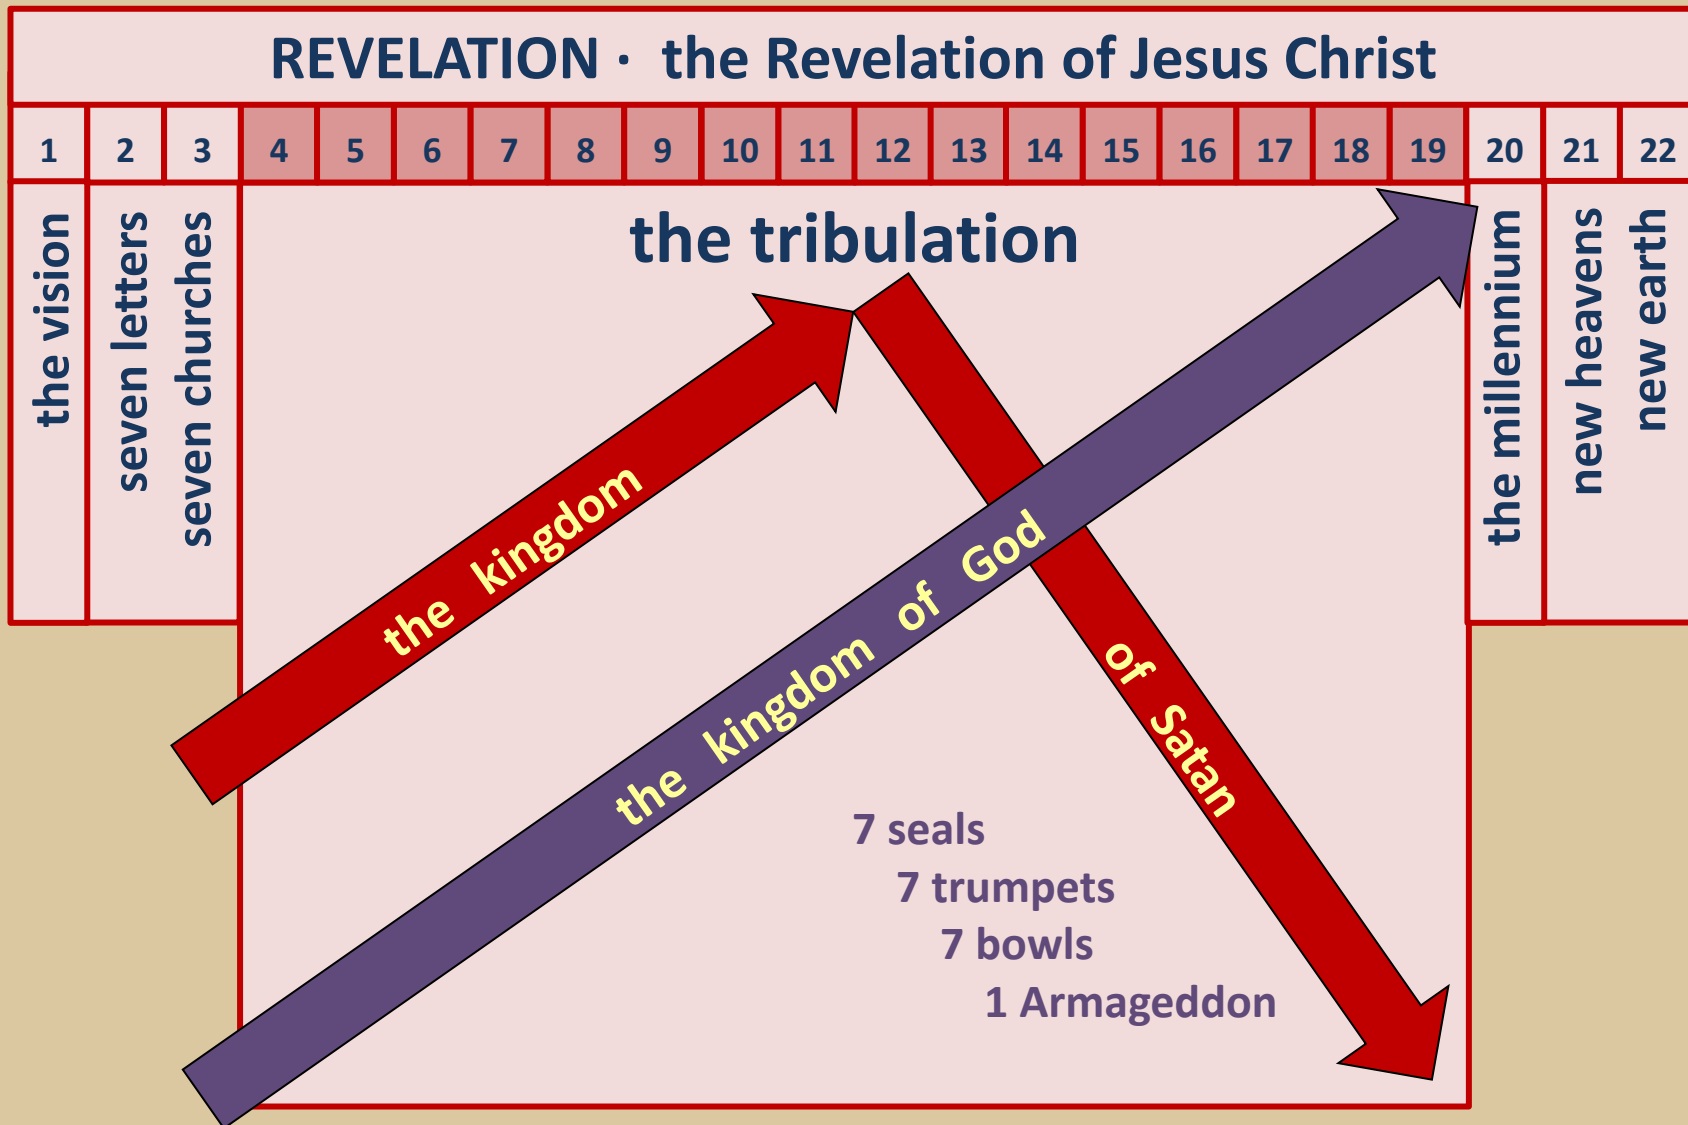 REVELATION · the Revelation of Jesus Christ
1 2 3 4 5 6 7 8 9 10 11 12 13 14 15 16 17 18 19 20 21 22
the vision
seven letters
seven churches
the tribulation
the kingdom
of Satan
the kingdom of God
7 seals
7 trumpets
7 bowls
1 Armageddon
the millennium
new heavens
new earth